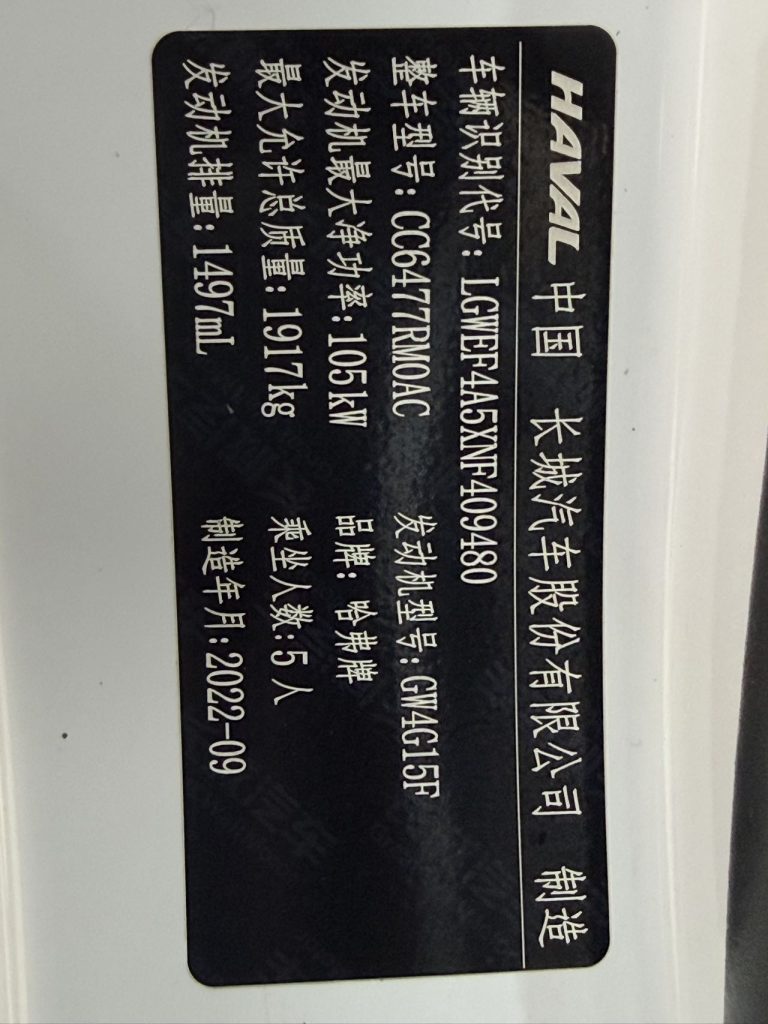 HAVAL 中国 长城汽车股份有限公司 制造
车辆识别代号: LGWEF4A5XNF409480
整车型号: CC6477RM0AC 发动机型号: GW4G15F
发动机最大净功率: 105kW 品牌: 哈弗牌
最大允许总质量: 1917kg 乘坐人数: 5人
发动机排量: 1497mL 制造年月: 2022-09